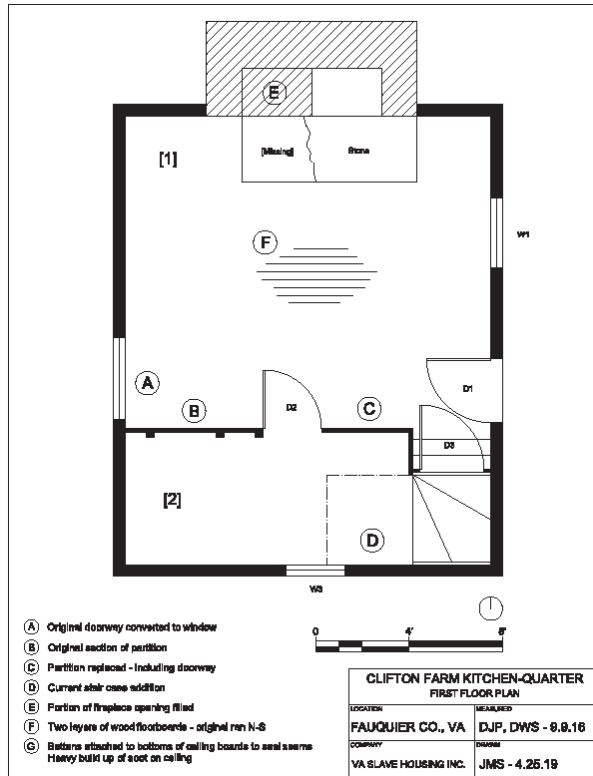 E
[1]
[Missing] Stone
F
W1
A
D1
B
D2
C
D3
[2]
D
W3
0 4' 8'
A Original doorway converted to window
B Original section of partition
C Partition replaced - including doorway
D Current stair case addition
E Portion of fireplace opening filled
F Two layers of wood floorboards - original ran N-S
G Battens attached to bottoms of ceiling boards to seal seams
Heavy build up of soot on ceiling
CLIFTON FARM KITCHEN-QUARTER
FIRST FLOOR PLAN
LOCATION MEASURED
FAUQUIER CO., VA DJP, DWS - 9.9.16
COMPANY DRAWN
VA SLAVE HOUSING INC. JMS - 4.25.19